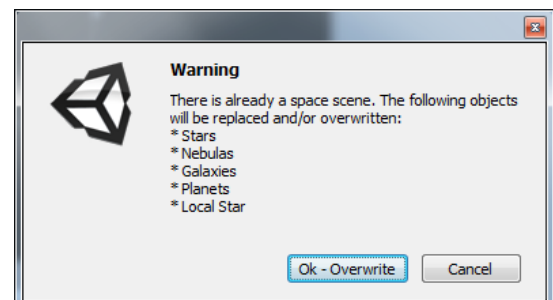 Warning
There is already a space scene. The following objects
will be replaced and/or overwritten:
* Stars
* Nebulas
* Galaxies
* Planets
* Local Star
Ok - Overwrite Cancel